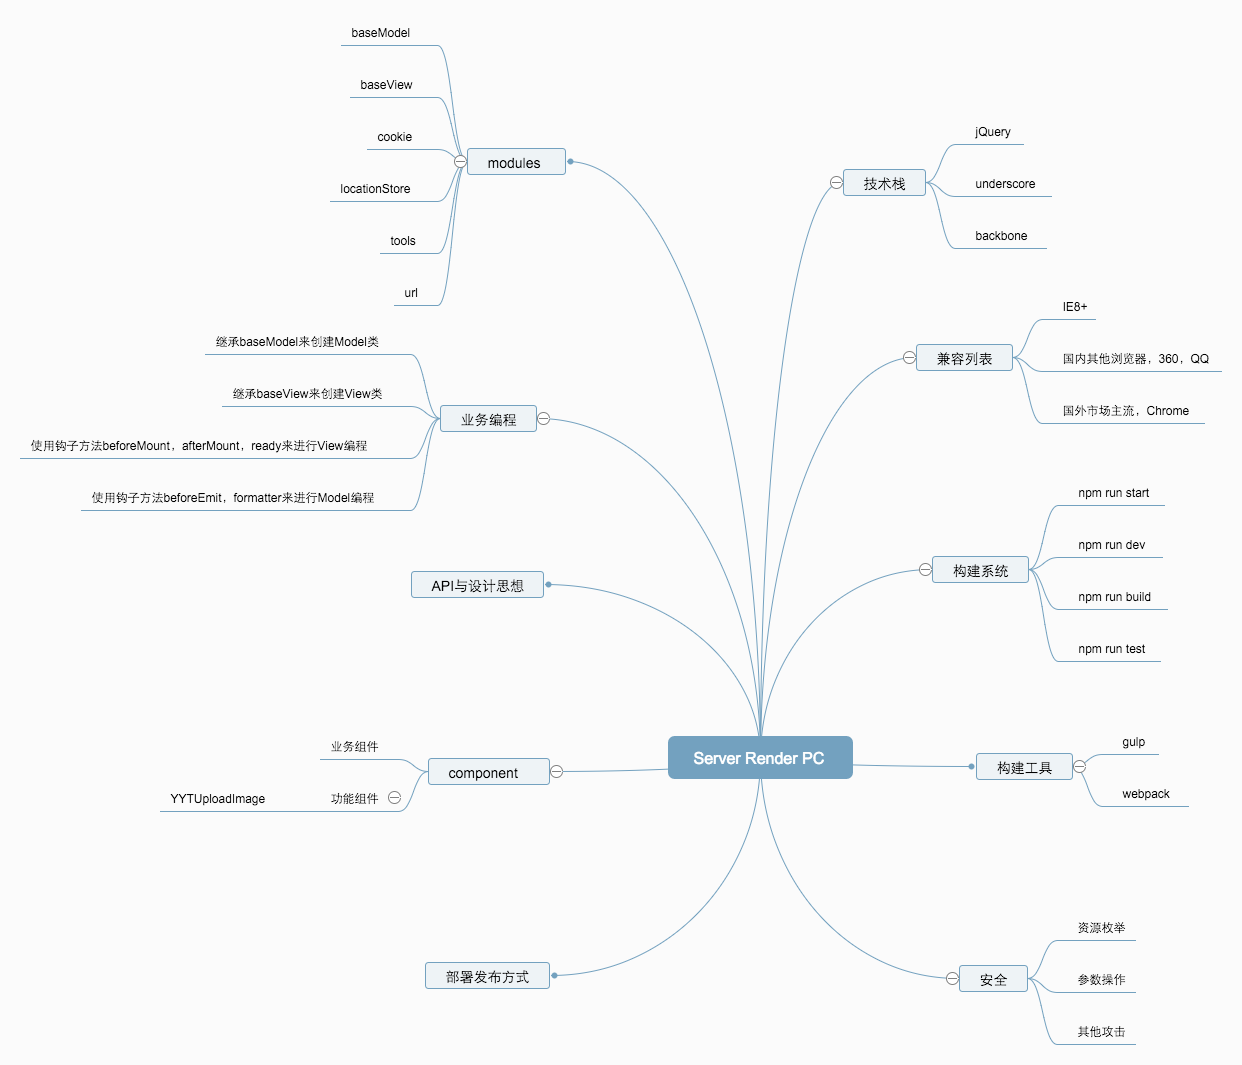 baseModel
baseView
cookie
locationStore
tools
url
modules
继承baseModel来创建Model类
继承baseView来创建View类
使用钩子方法beforeMount，afterMount，ready来进行View编程
使用钩子方法beforeEmit，formatter来进行Model编程
业务编程
API与设计思想
业务组件
YYTUploadImage
功能组件
component
部署发布方式
Server Render PC
技术栈
jQuery
underscore
backbone
兼容列表
IE8+
国内其他浏览器，360，QQ
国外市场主流，Chrome
构建系统
npm run start
npm run dev
npm run build
npm run test
构建工具
gulp
webpack
安全
资源枚举
参数操作
其他攻击